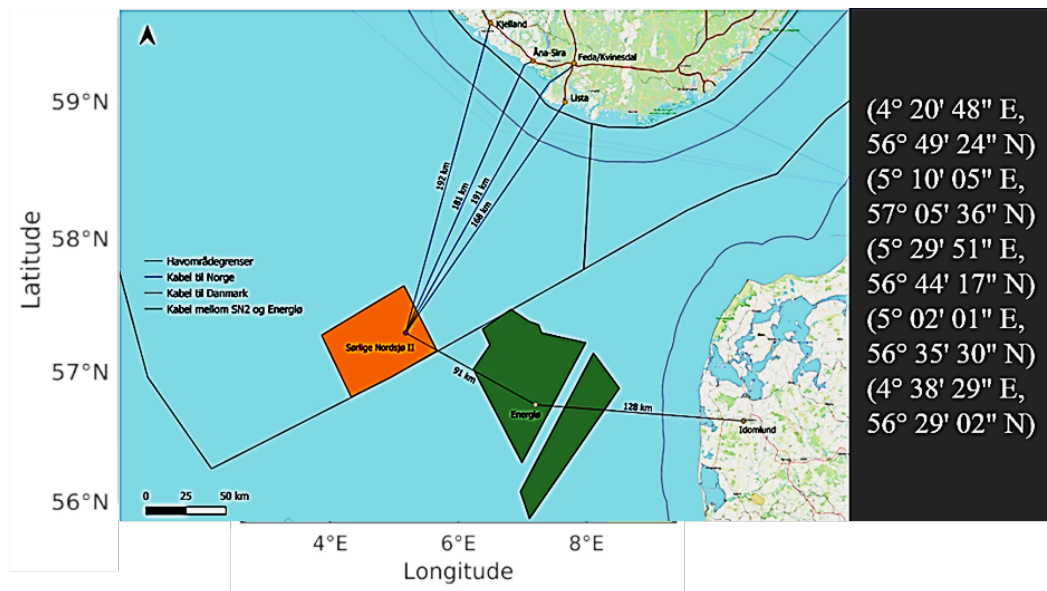 Kjelland
Åna-Sira
Feda/Kvinesdal
Lista
59°N
58°N
57°N
56°N
Latitude
192 km
181 km
191 km
168 km
Havområdegrenser
Kabel til Norge
Kabel til Danmark
Kabel mellom SN2 og Energiø
Sørlige Nordsjø II
91 km
Energiø
128 km
Idomlund
0 25 50 km
4°E 6°E 8°E
Longitude
(4° 20' 48" E,
56° 49' 24" N)
(5° 10' 05" E,
57° 05' 36" N)
(5° 29' 51" E,
56° 44' 17" N)
(5° 02' 01" E,
56° 35' 30" N)
(4° 38' 29" E,
56° 29' 02" N)